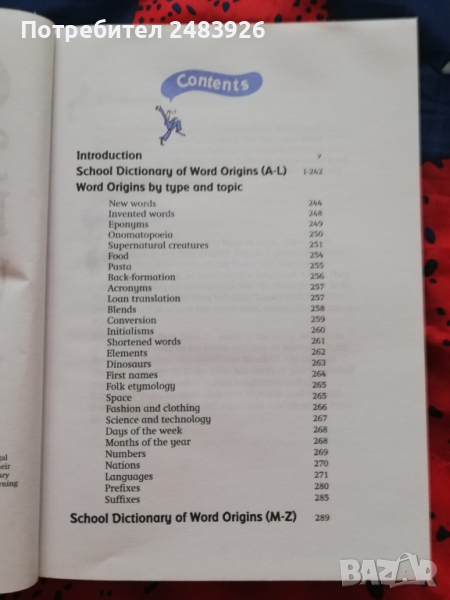 Потребител 2483926
Contents
Introduction v
School Dictionary of Word Origins (A-L) 1-242
Word Origins by type and topic
New words 244
Invented words 248
Eponyms 249
Onomatopoeia 250
Supernatural creatures 251
Food 254
Pasta 255
Back-formation 256
Acronyms 257
Loan translation 257
Blends 258
Conversion 259
Initialisms 260
Shortened words 261
Elements 262
Dinosaurs 263
First names 264
Folk etymology 265
Space 265
Fashion and clothing 266
Science and technology 267
Days of the week 268
Months of the year 268
Numbers 269
Nations 270
Languages 271
Prefixes 280
Suffixes 285
School Dictionary of Word Origins (M-Z) 289
BAZAR